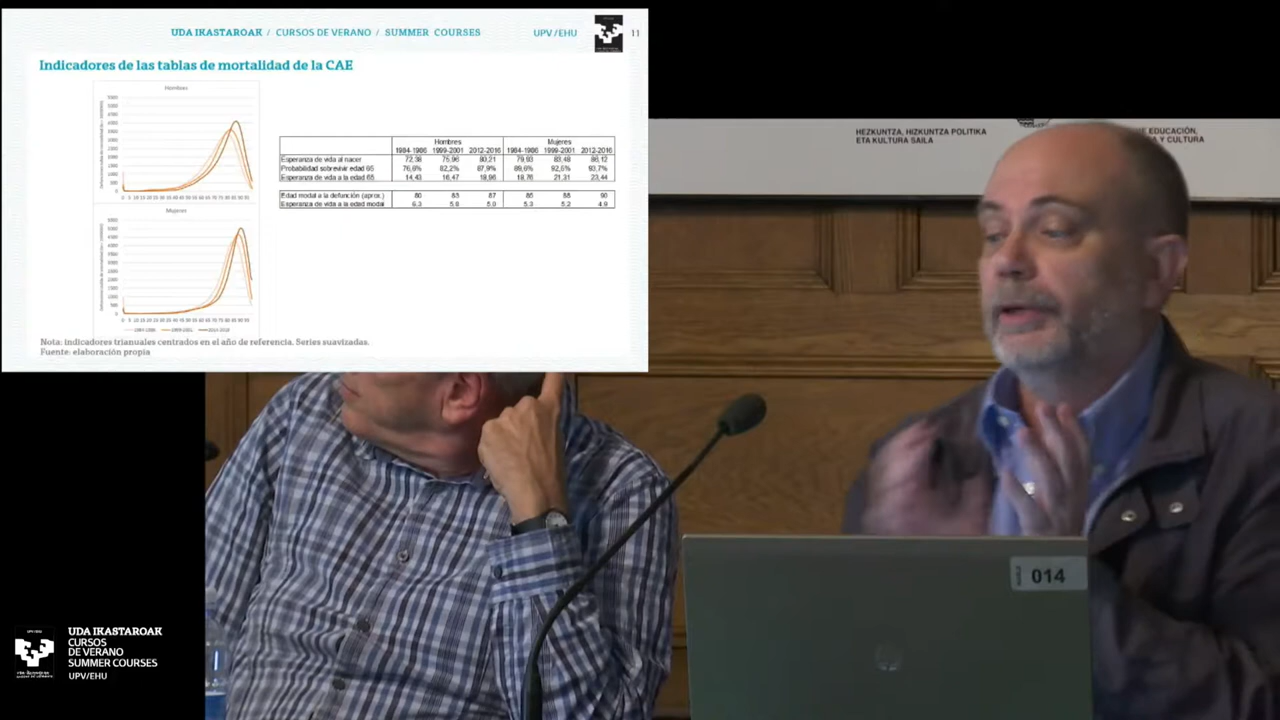 UDA IKASTAROAK / CURSOS DE VERANO / SUMMER COURSES UPV/EHU 11
Indicadores de las tablas de mortalidad de la CAE
Hombres
Mujeres
Hombres Mujeres
1984-1986 1999-2001 2012-2016 1984-1986 1999-2001 2012-2016
Esperanza de vida al nacer 72,38 75,96 80,21 79,93 83,48 86,12
Probabilidad sobrevivir edad 65 76,6% 82,2% 87,9% 89,6% 92,6% 93,7%
Esperanza de vida a la edad 65 14,43 16,47 19,96 19,76 21,31 23,44
Edad modal a la defunción (aprox.) 80 83 87 85 88 90
Esperanza de vida a la edad modal 6,3 5,8 5,0 5,3 5,2 4,9
Nota: indicadores trianuales centrados en el año de referencia. Series suavizadas.
Fuente: elaboración propia
HEZKUNTZA, HIZKUNTZA POLITIKA
ETA KULTURA SAILA
EDUCACIÓN,
A Y CULTURA
014
UDA IKASTAROAK
CURSOS
DE VERANO
SUMMER COURSES
UPV/EHU